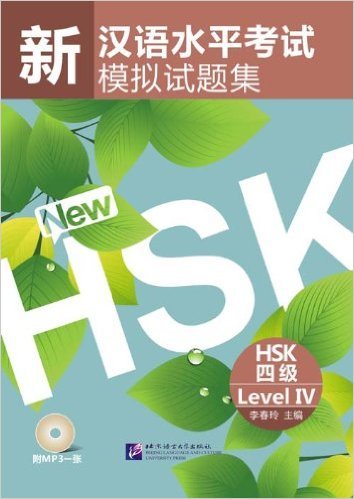 新
汉语水平考试
模拟试题集
New
HSK
HSK
四级
Level IV
李春玲 主编
附MP3一张
北京语言大学出版社
BEIJING LANGUAGE AND CULTURE
UNIVERSITY PRESS